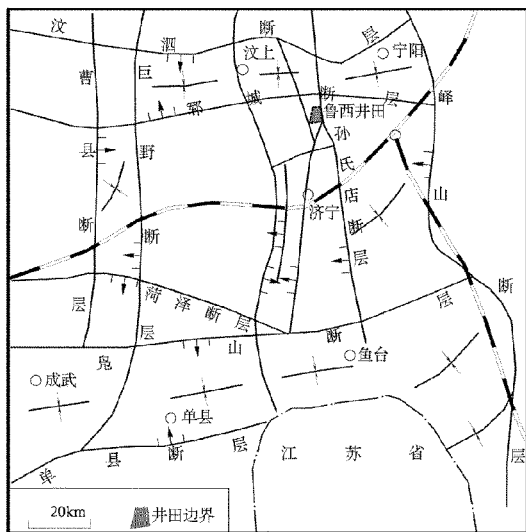 汶泗断层
汶上
宁阳
曹县断层
巨野断层
郓城断层
鲁西井田
峄山断层
孙氏店断层
济宁
菏泽断层
凫山断层
鱼台
成武
单县
单县断层
江苏省
20km
井田边界